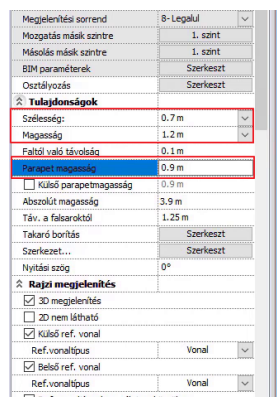 Megjelenítési sorrend 8- Legalul
Mozgatás másik szintre 1. szint
Másolás másik szintre 1. szint
BIM paraméterek Szerkeszt
Osztályozás Szerkeszt
Tulajdonságok
Szélesség: 0.7 m
Magasság 1.2 m
Faltól való távolság 0.1 m
Parapet magasság 0.9 m
Külső parapetmagasság 0.9 m
Abszolút magasság 3.9 m
Táv. a falsaroktól 1.25 m
Takaró borítás Szerkeszt
Szerkezet... Szerkeszt
Nyitási szög 0°
Rajzi megjelenítés
3D megjelenítés
2D nem látható
Külső ref. vonal
Ref.vonaltípus Vonal
Belső ref. vonal
Ref.vonaltípus Vonal